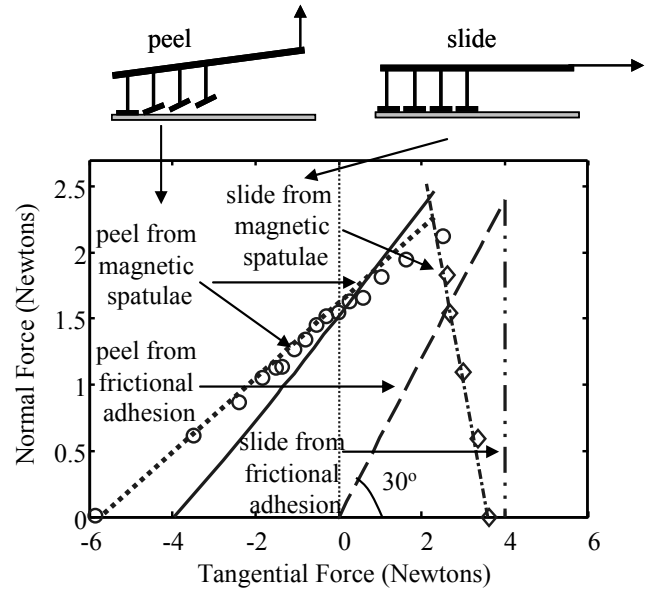 peel
slide
2.5
2
1.5
1
0.5
0
Normal Force (Newtons)
peel from
magnetic
spatulae
slide from
magnetic
spatulae
peel from
frictional
adhesion
slide from
frictional
adhesion
30°
-6
-4
-2
0
2
4
6
Tangential Force (Newtons)